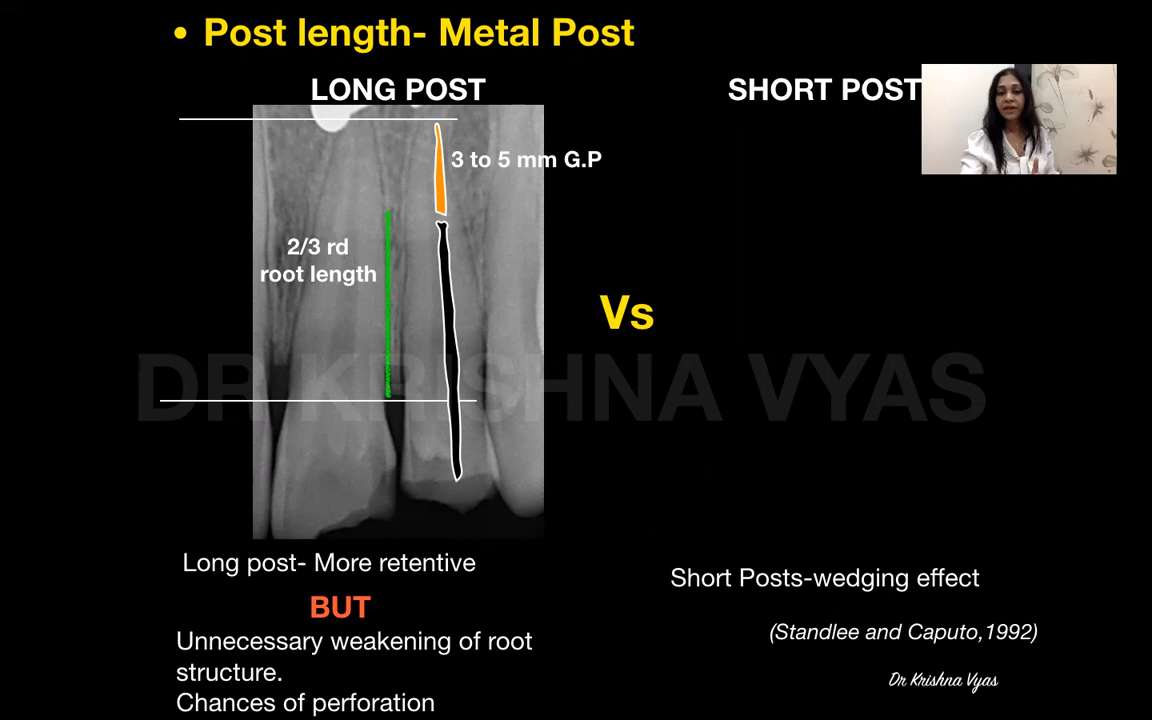 • Post length- Metal Post
LONG POST
SHORT POST
3 to 5 mm G.P
2/3 rd
root length
Vs
DR KRISHNA VYAS
Long post- More retentive
BUT
Unnecessary weakening of root
structure.
Chances of perforation
Short Posts-wedging effect
(Standlee and Caputo,1992)
Dr Krishna Vyas